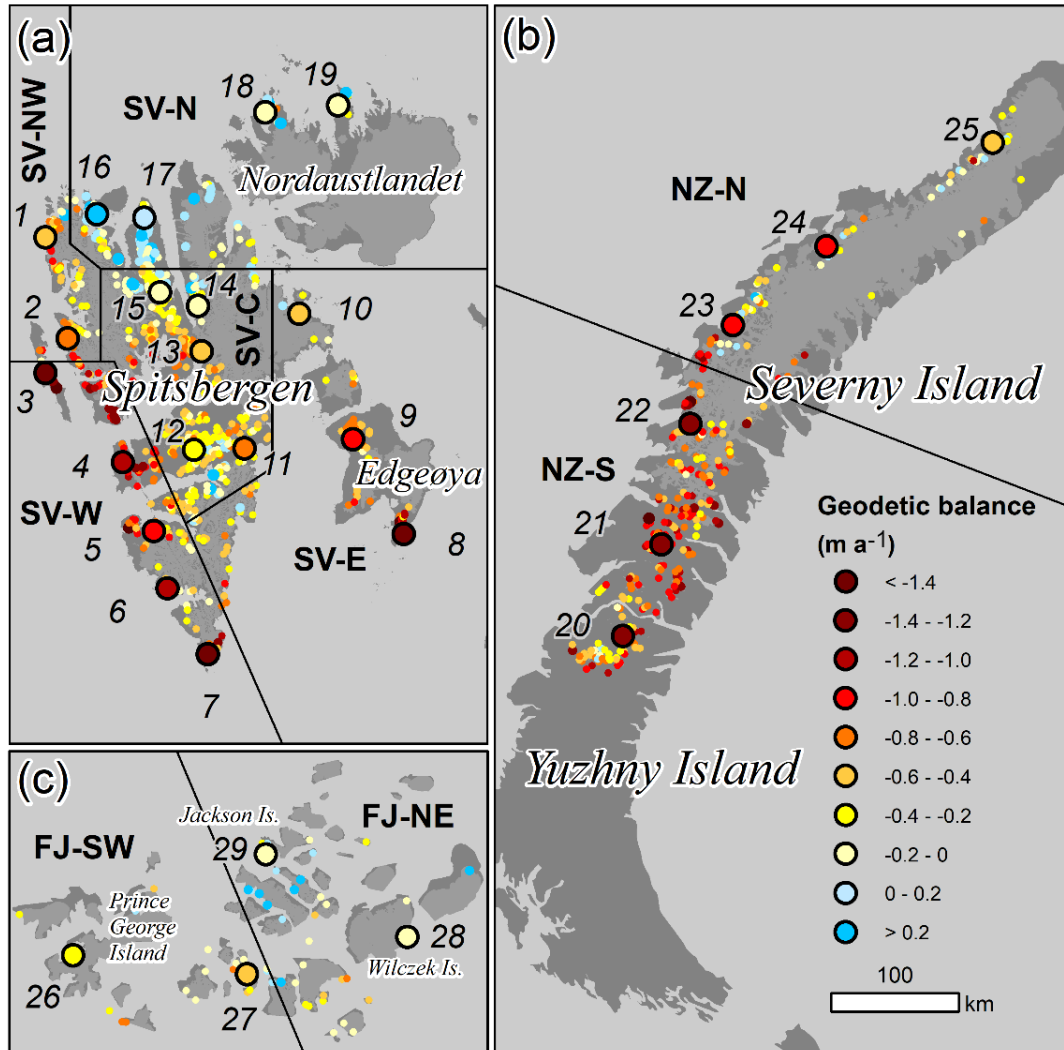 (a)
SV-NW
SV-N
18
19
Nordaustlandet
16
17
1
2
3
15
14
SV-C
10
13
Spitsbergen
12
11
9
Edgeøya
4
SV-W
5
8
SV-E
6
7
(b)
25
NZ-N
24
23
Severny Island
22
NZ-S
21
20
Yuzhny Island
Geodetic balance
(m a-1)
< -1.4
-1.4 - -1.2
-1.2 - -1.0
-1.0 - -0.8
-0.8 - -0.6
-0.6 - -0.4
-0.4 - -0.2
-0.2 - 0
0 - 0.2
> 0.2
100
km
(c)
Jackson Is.
FJ-NE
29
FJ-SW
Prince
George
Island
28
Wilczek Is.
26
27